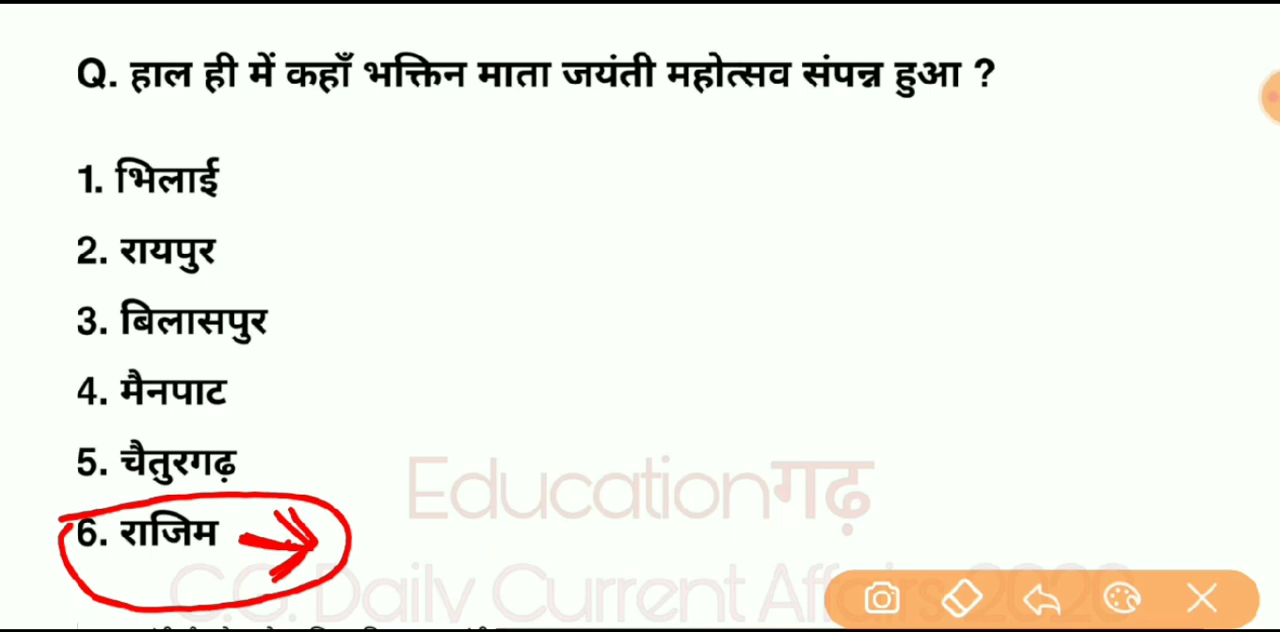 Q. हाल ही में कहाँ भक्तिन माता जयंती महोत्सव संपन्न हुआ ?
1. भिलाई
2. रायपुर
3. बिलासपुर
4. मैनपाट
5. चैतुरगढ़
Educationगढ़
6. राजिम
C.G. Daily Current Affairs 2020